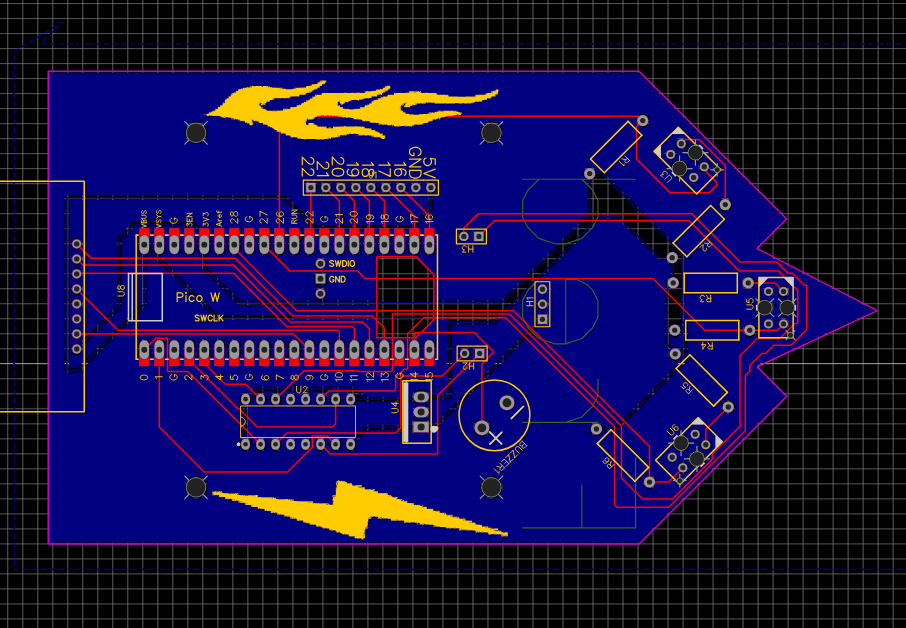 22
21
20
19
18
17
16
GND
5V
R1
U3
VBUS
VSYS
G
3EN
3V3
Aref
28
G
27
26
RUN
22
G
21
20
19
18
G
17
16
R2
H3
SWDIO
GND
U8
Pico W
SWCLK
H1
R3
U5
R4
H2
0
1
G
2
3
4
5
G
6
7
8
9
G
10
11
12
13
G
14
15
U2
R5
U4
BUZZER1
R6
U6